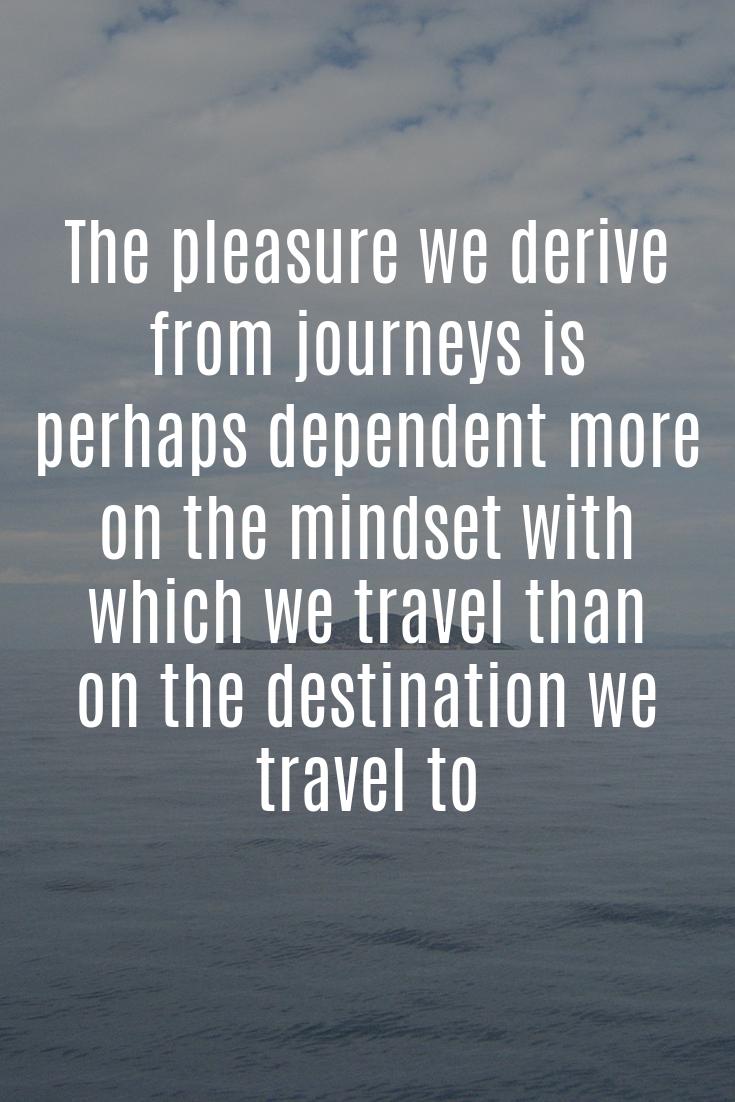 The pleasure we derive
from journeys is
perhaps dependent more
on the mindset with
which we travel than
on the destination we
travel to